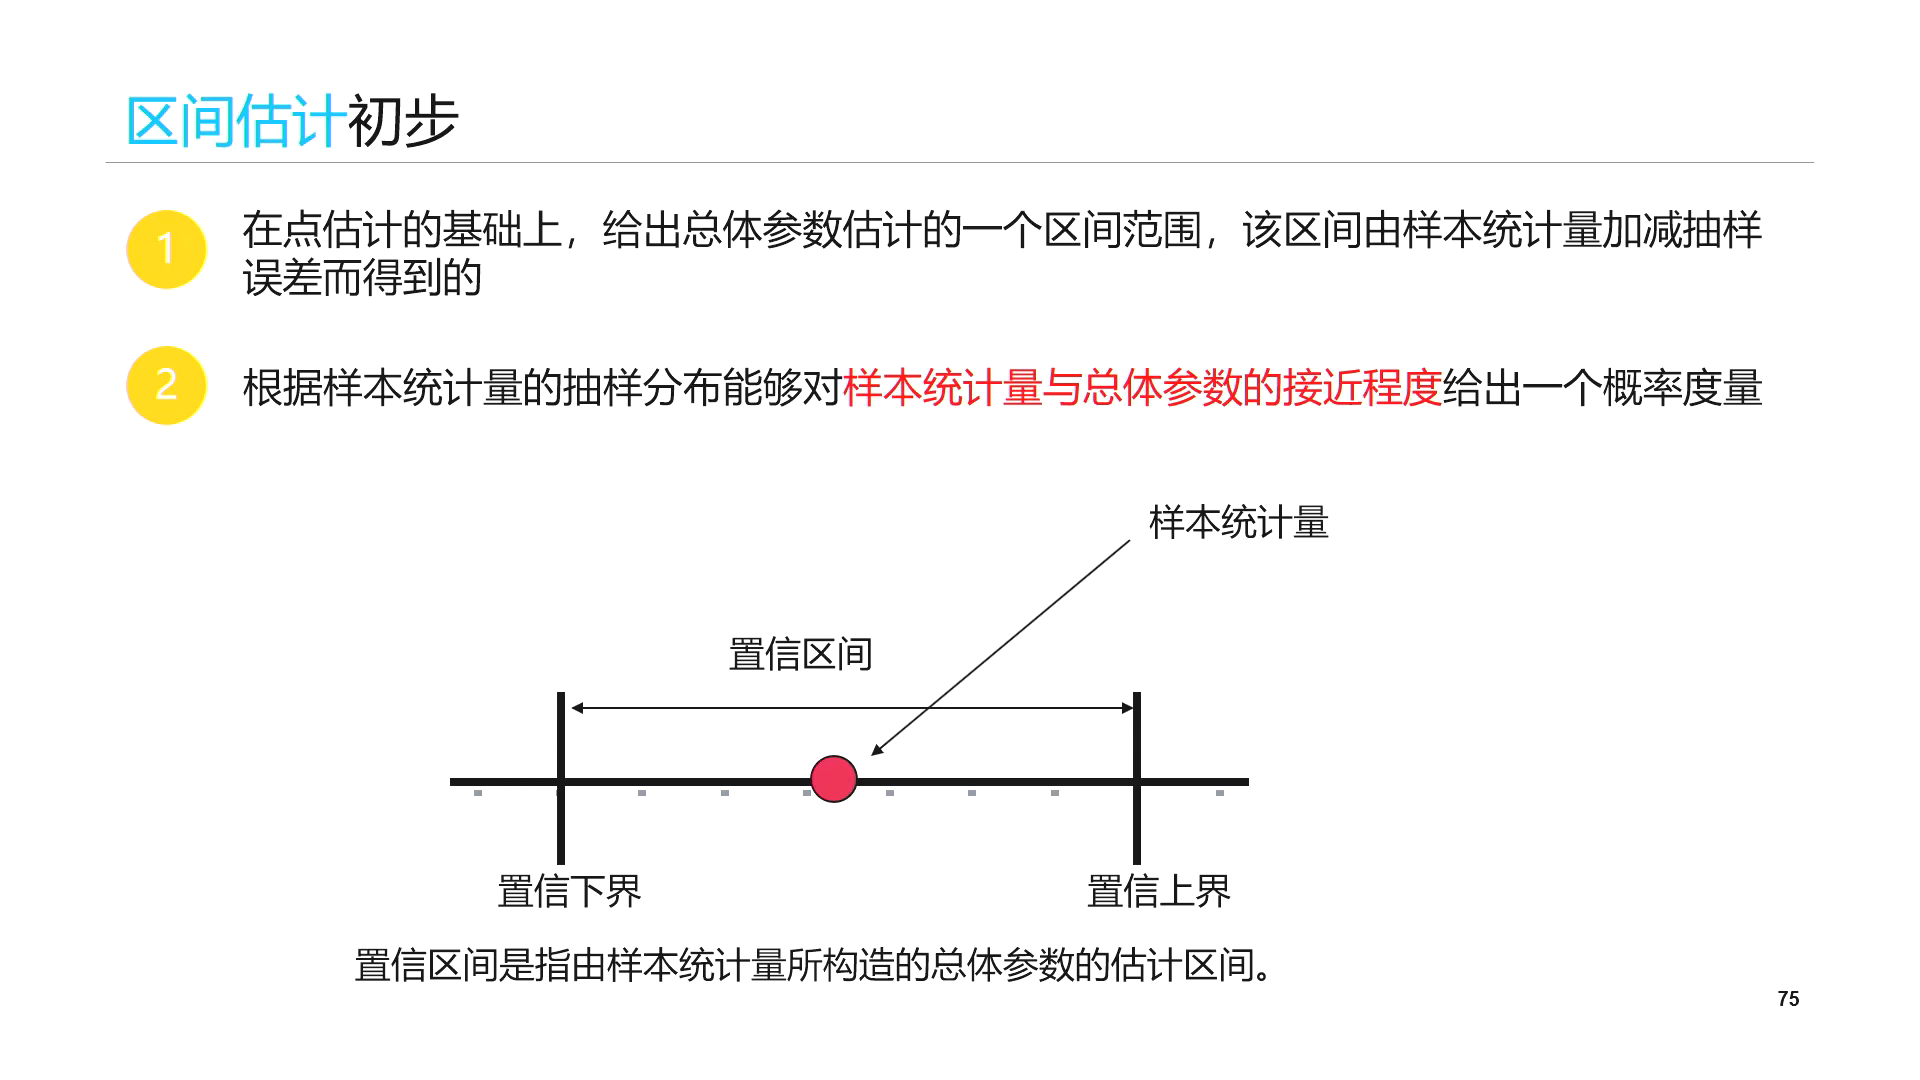 区间估计初步
1
在点估计的基础上，给出总体参数估计的一个区间范围，该区间由样本统计量加减抽样
误差而得到的
2
根据样本统计量的抽样分布能够对样本统计量与总体参数的接近程度给出一个概率度量
样本统计量
置信区间
置信下界
置信上界
置信区间是指由样本统计量所构造的总体参数的估计区间。
75